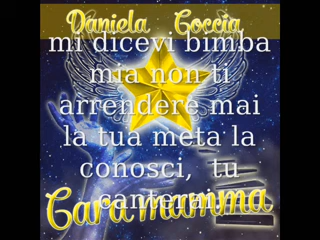 Daniela Coccia
mi dicevi bimba
mia non ti
arrendere mai
la tua meta la
conosci, tu
canterai
Cara mamma